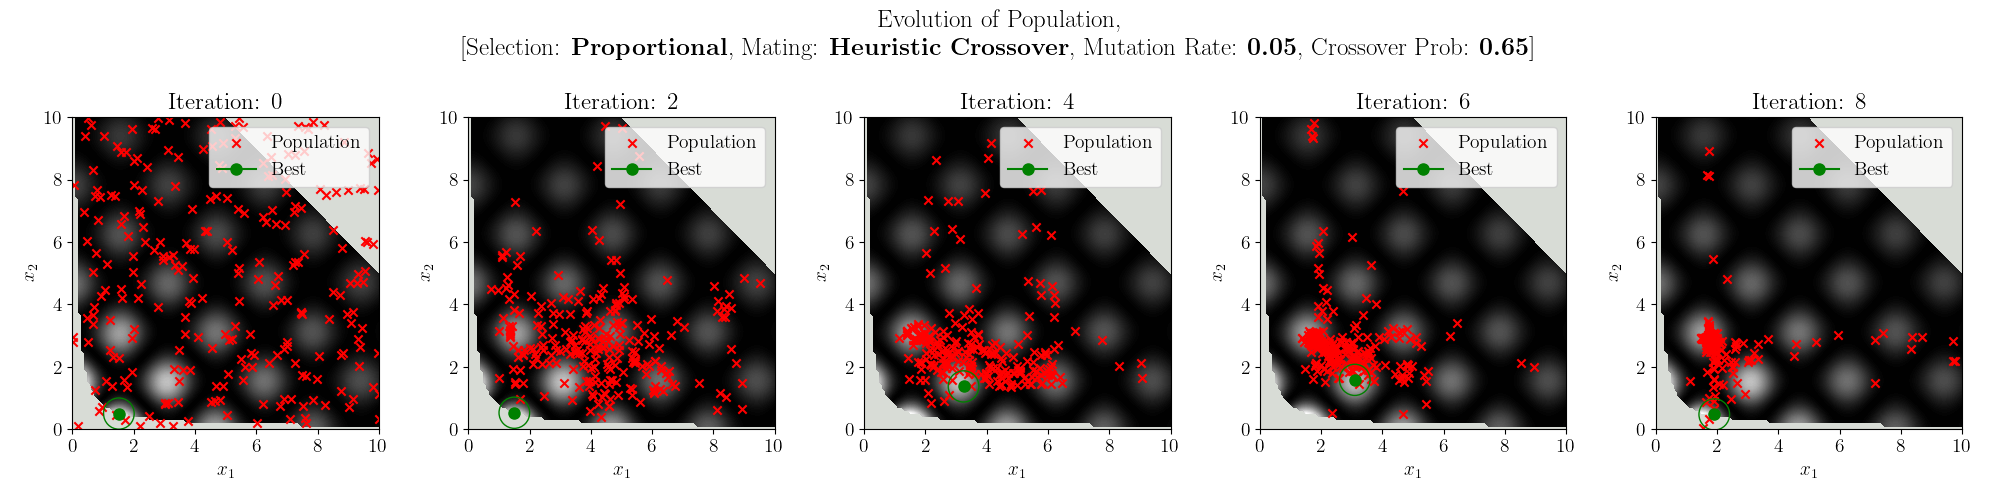 Evolution of Population,
[Selection: Proportional, Mating: Heuristic Crossover, Mutation Rate: 0.05, Crossover Prob: 0.65]
Iteration: 0
10
8
6
4
2
0
x2
0 2 4 6 8 10
x1
Population
Best
Iteration: 2
10
8
6
4
2
0
x2
0 2 4 6 8 10
x1
Population
Best
Iteration: 4
10
8
6
4
2
0
x2
0 2 4 6 8 10
x1
Population
Best
Iteration: 6
10
8
6
4
2
0
x2
0 2 4 6 8 10
x1
Population
Best
Iteration: 8
10
8
6
4
2
0
x2
0 2 4 6 8 10
x1
Population
Best